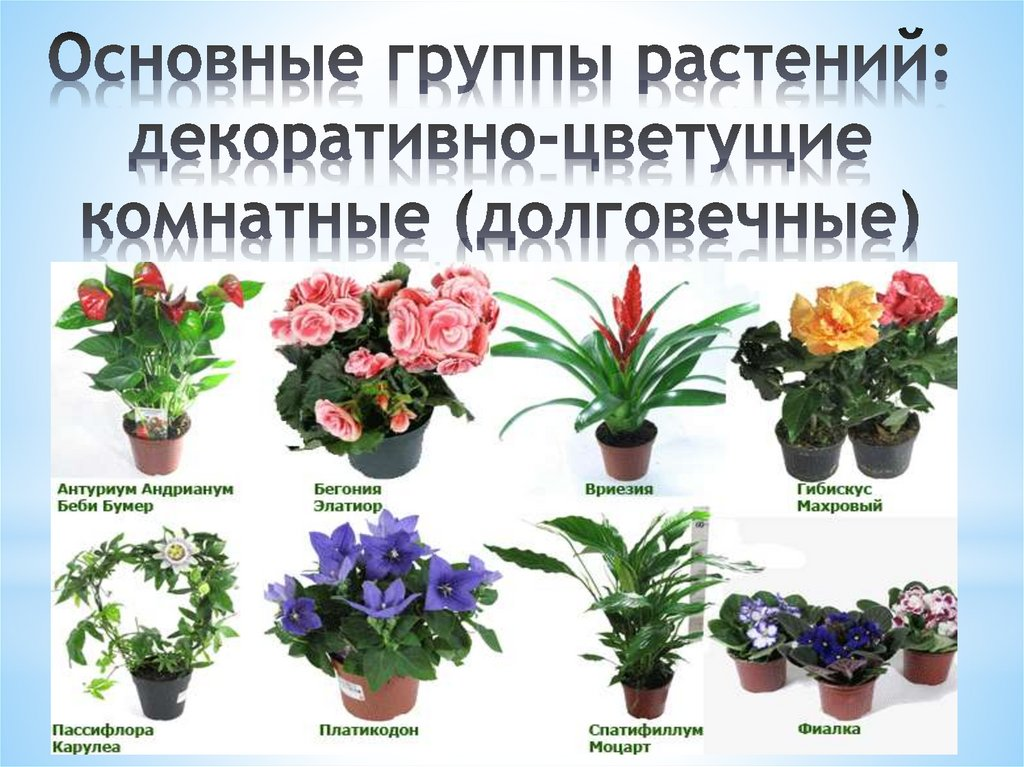 Основные группы растений:
декоративно-цветущие
комнатные (долговечные)
Антуриум Андрианум
Беби Бумер
Бегония
Элатиор
Вриезия
Гибискус
Махровый
Пассифлора
Карулеа
Платикодон
Спатифиллум
Моцарт
Фиалка